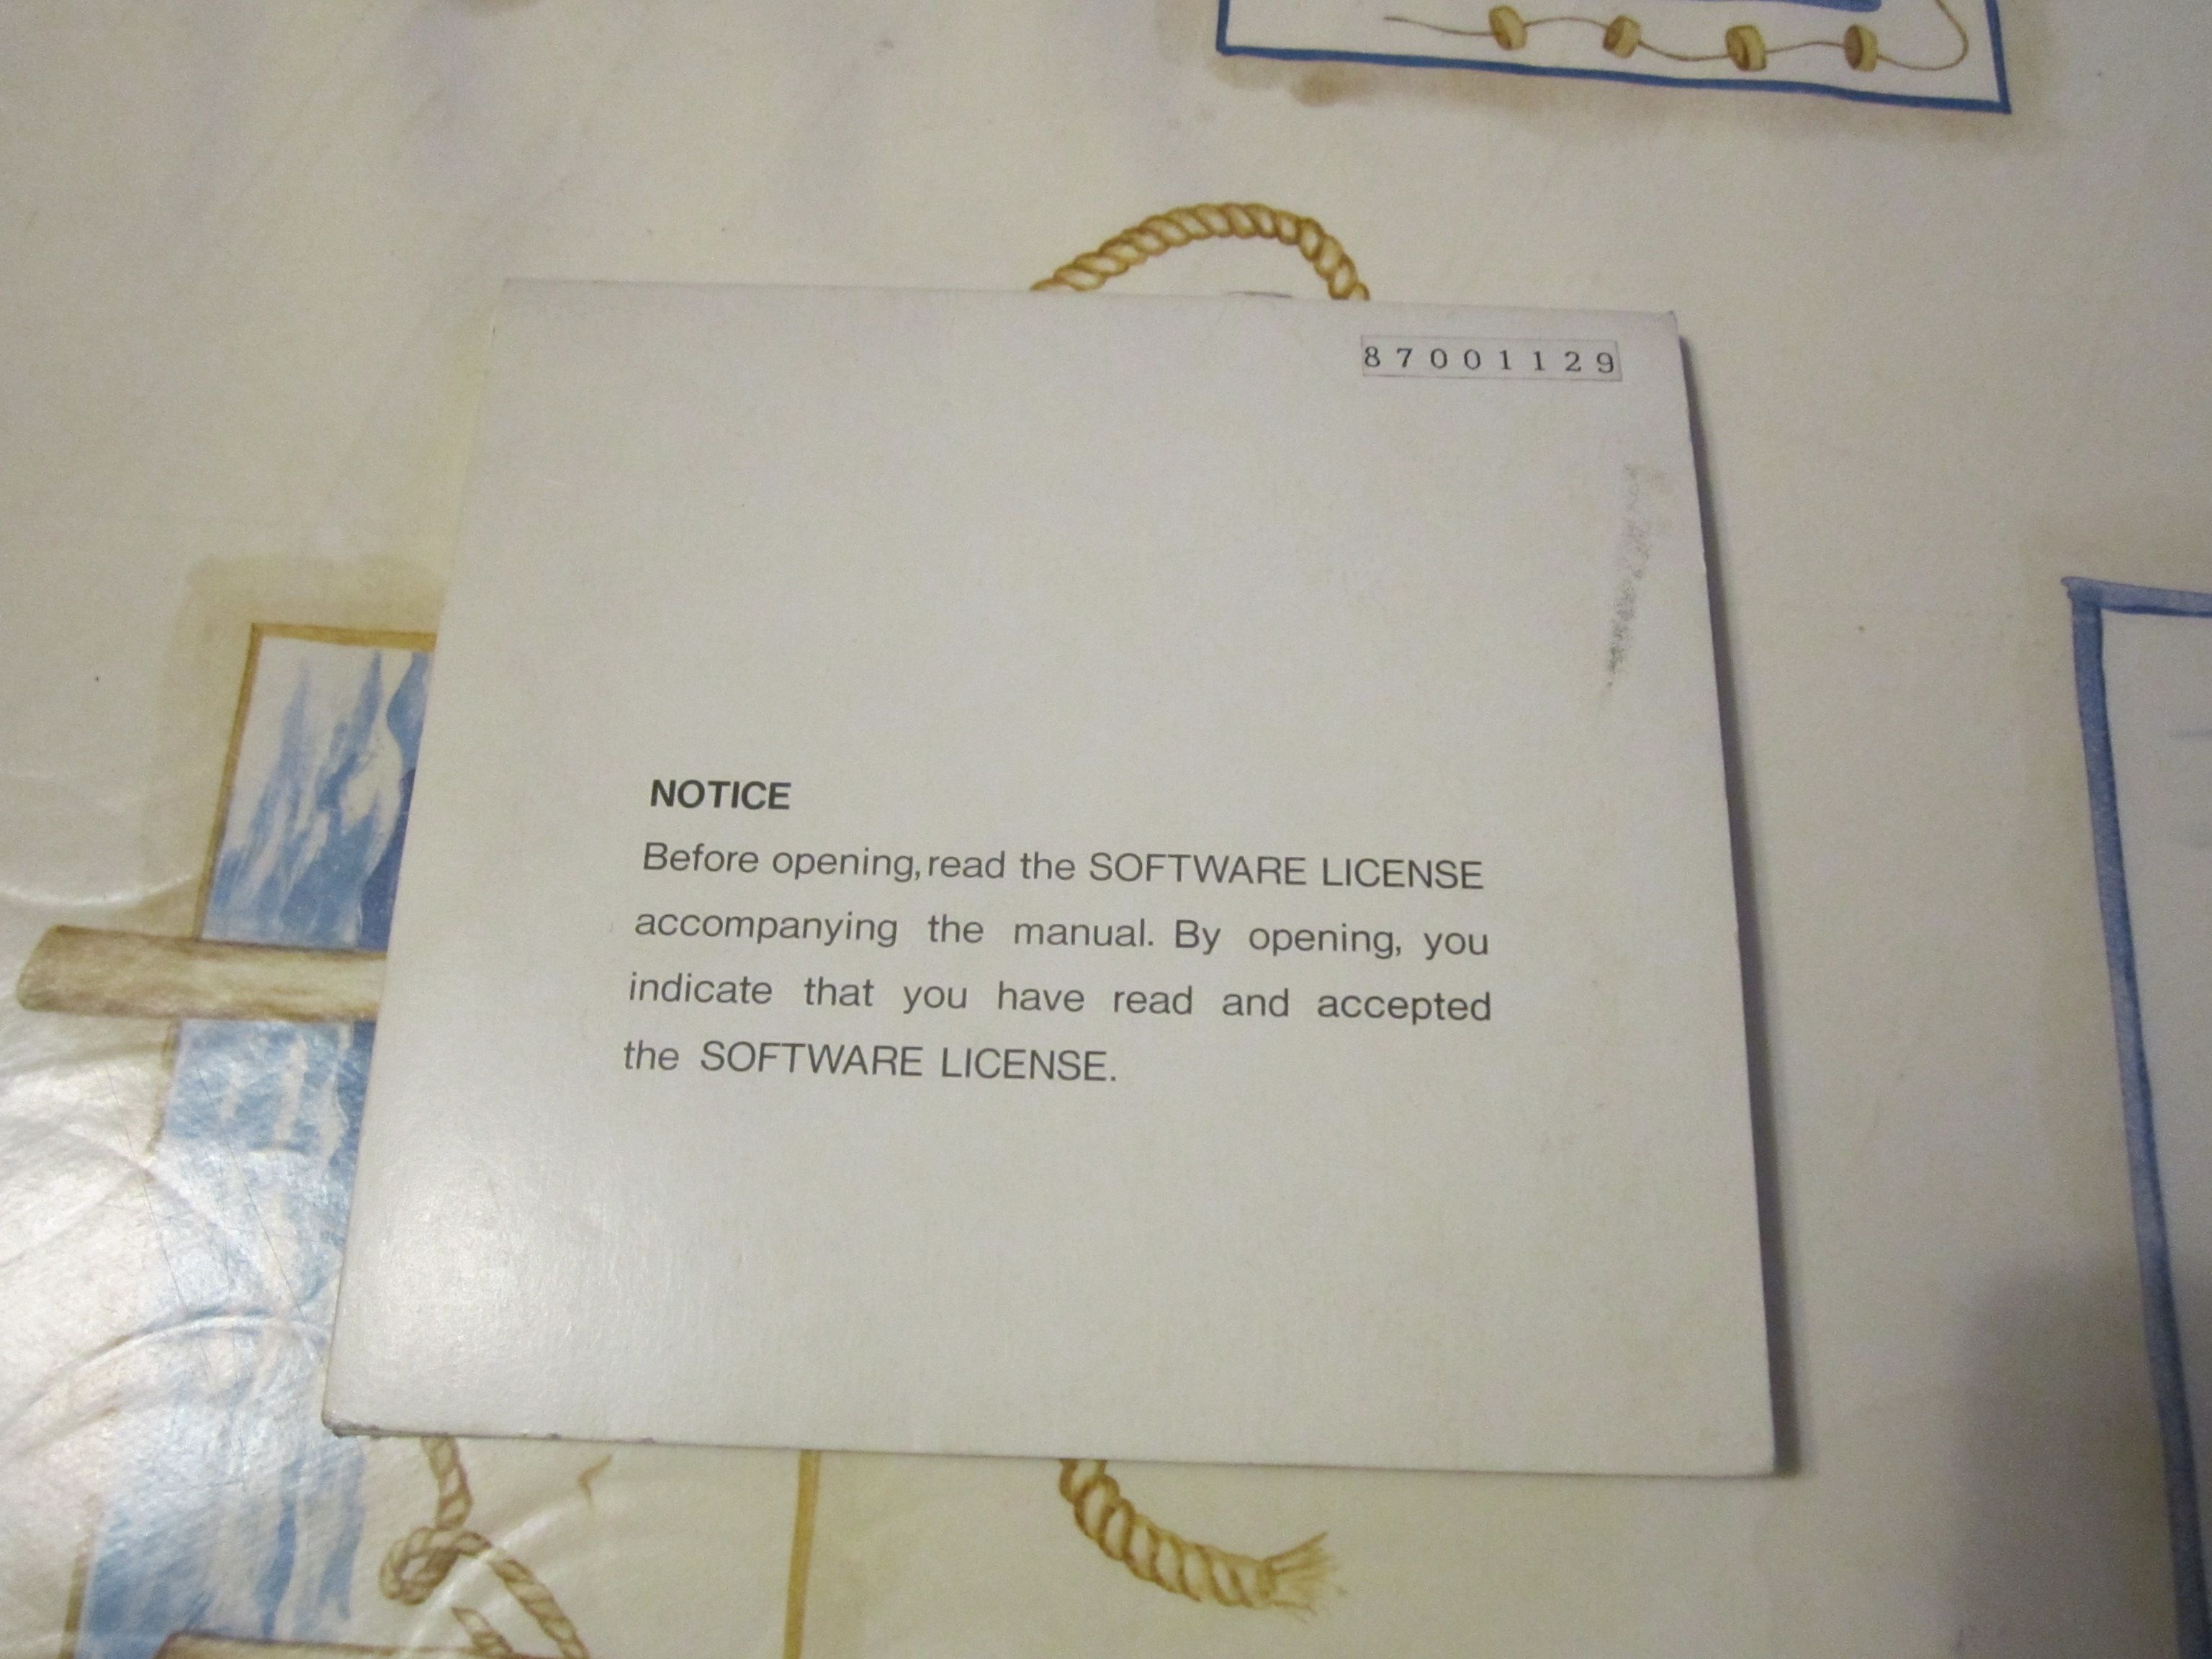 87001129
NOTICE
Before opening, read the SOFTWARE LICENSE
accompanying the manual. By opening, you
indicate that you have read and accepted
the SOFTWARE LICENSE.